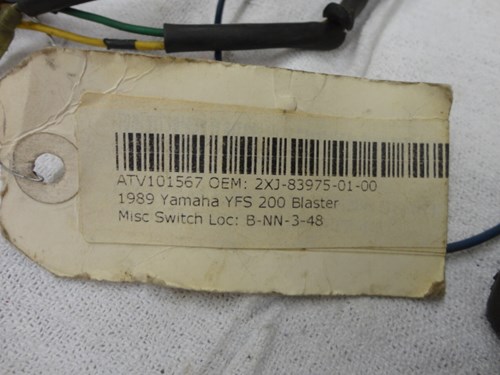 ATV101567 OEM: 2XJ-83975-01-00
1989 Yamaha YFS 200 Blaster
Misc Switch Loc: B-NN-3-48